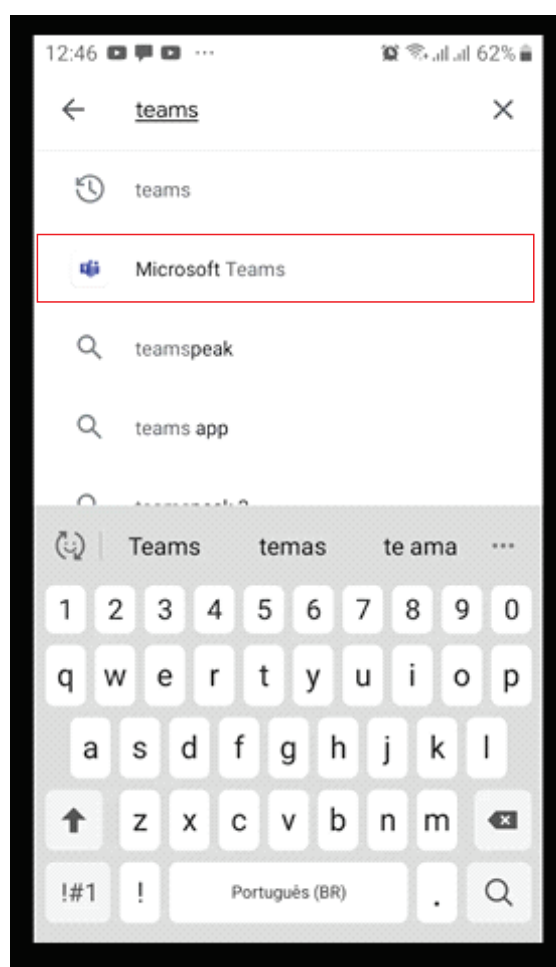 12:46 ... 62%
teams
teams
Microsoft Teams
teamspeak
teams app
Teams temas te ama ...
1 2 3 4 5 6 7 8 9 0
q w e r t y u i o p
a s d f g h j k l
z x c v b n m
!#1 ! Português (BR) .